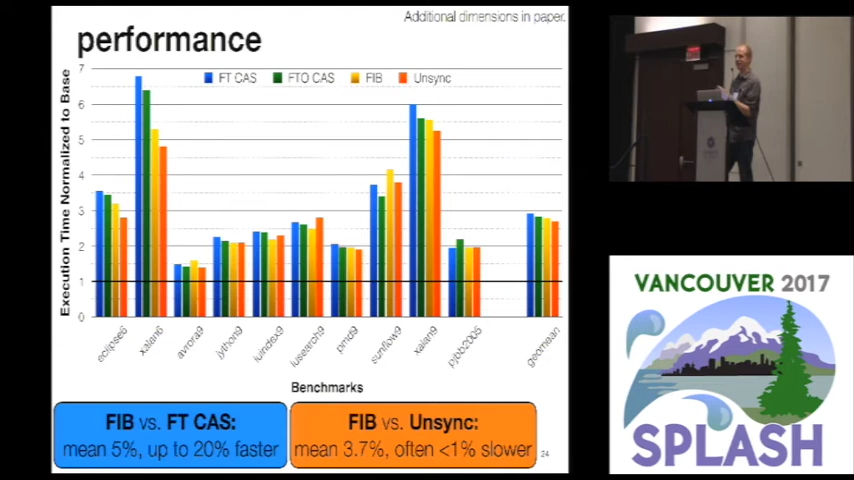 Additional dimensions in paper.
performance
Execution Time Normalized to Base
7
6
5
4
3
2
1
0
FT CAS
FTO CAS
FIB
Unsync
eclipse6
xalan6
avrora9
jython9
luindex9
lusearch9
pmd9
sunflow9
xalan9
pjbb2005
geomean
Benchmarks
FIB vs. FT CAS:
mean 5%, up to 20% faster
FIB vs. Unsync:
mean 3.7%, often <1% slower
24
VANCOUVER 2017
SPLASH